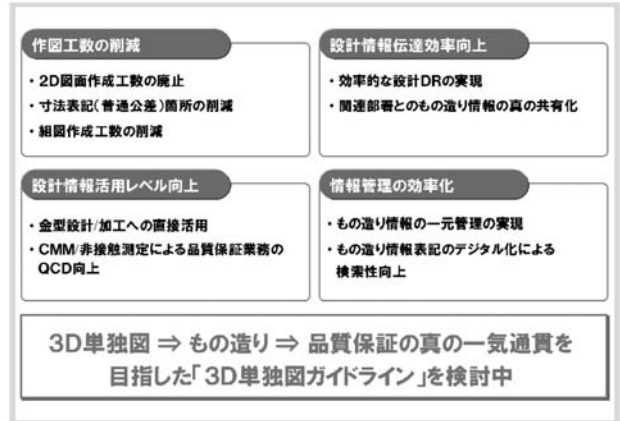 作図工数の削減
・2D図面作成工数の廃止
・寸法表記(普通公差)箇所の削減
・組図作成工数の削減
設計情報伝達効率向上
・効率的な設計DRの実現
・関連部署とのもの造り情報の真の共有化
設計情報活用レベル向上
・金型設計/加工への直接活用
・CMM/非接触測定による品質保証業務の
QCD向上
情報管理の効率化
・もの造り情報の一元管理の実現
・もの造り情報表記のデジタル化による
検索性向上
3D単独図 ⇒ もの造り ⇒ 品質保証の真の一気通貫を
目指した「3D単独図ガイドライン」を検討中